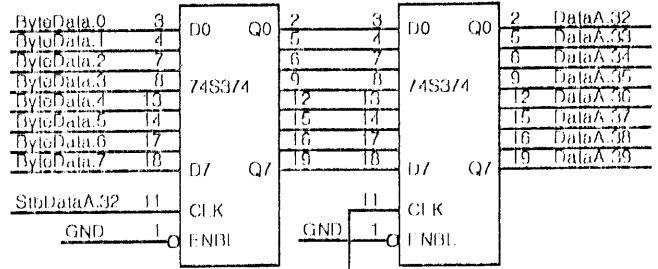 ByteData.0 3 D0 Q0 2 3 D0 Q0 2 DataA.32
ByteData.1 4 5 4 5 DataA.33
ByteData.2 7 6 7 6 DataA.34
ByteData.3 8 74S374 9 8 74S374 9 DataA.35
ByteData.4 13 12 13 12 DataA.36
ByteData.5 14 15 14 15 DataA.37
ByteData.6 17 16 17 16 DataA.38
ByteData.7 18 D7 Q7 19 18 D7 Q7 19 DataA.39
StbDataA.32 11 CLK 11 CLK
GND 1 ENBL GND 1 ENBL